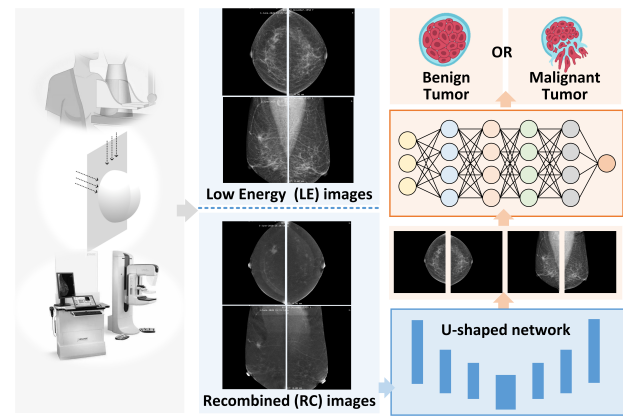 Low Energy (LE) images
Recombined (RC) images
Benign
Tumor
OR
Malignant
Tumor
U-shaped network